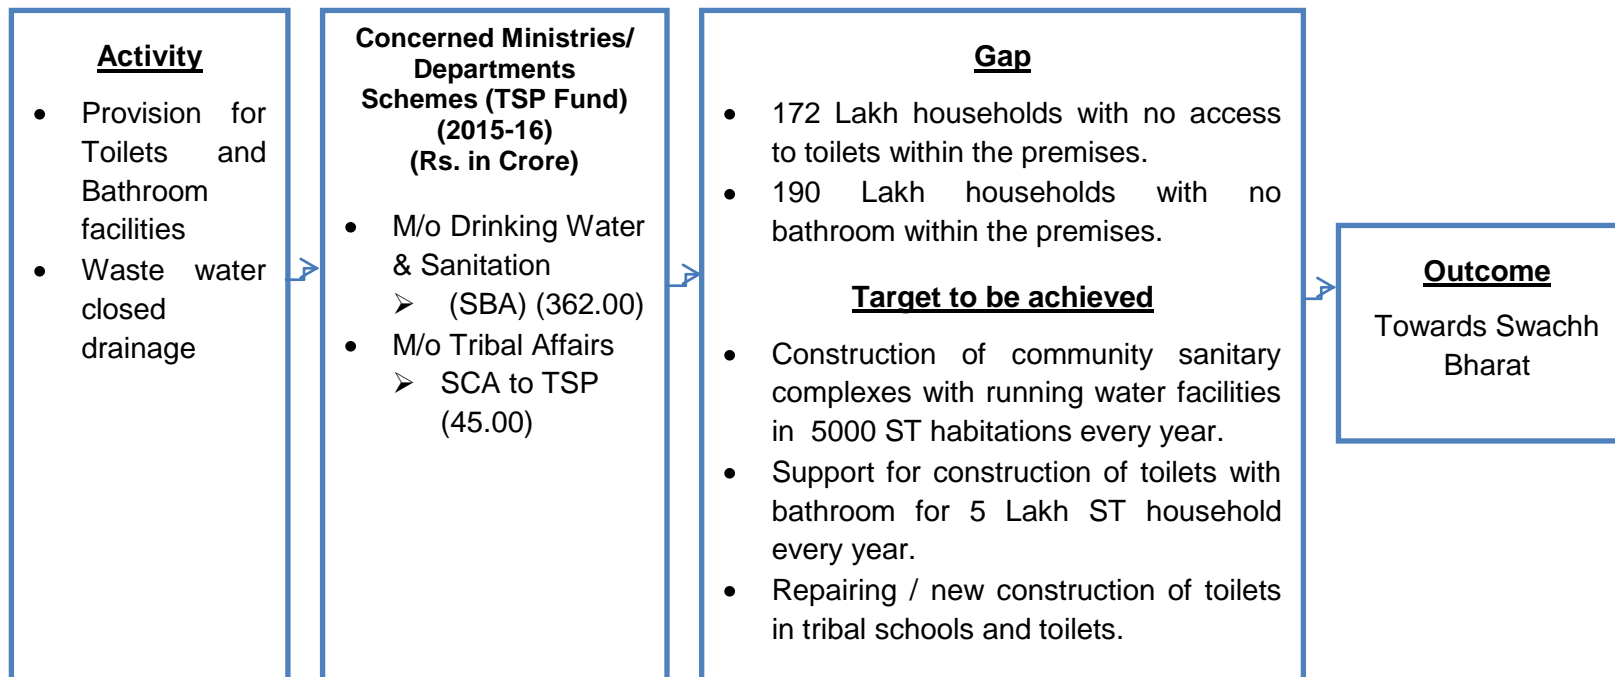 Activity
• Provision for
Toilets and
Bathroom
facilities
• Waste water
closed
drainage
Concerned Ministries/
Departments
Schemes (TSP Fund)
(2015-16)
(Rs. in Crore)
• M/o Drinking Water
& Sanitation
➢ (SBA) (362.00)
• M/o Tribal Affairs
➢ SCA to TSP
(45.00)
Gap
• 172 Lakh households with no access
to toilets within the premises.
• 190 Lakh households with no
bathroom within the premises.
Target to be achieved
• Construction of community sanitary
complexes with running water facilities
in 5000 ST habitations every year.
• Support for construction of toilets with
bathroom for 5 Lakh ST household
every year.
• Repairing / new construction of toilets
in tribal schools and toilets.
Outcome
Towards Swachh
Bharat